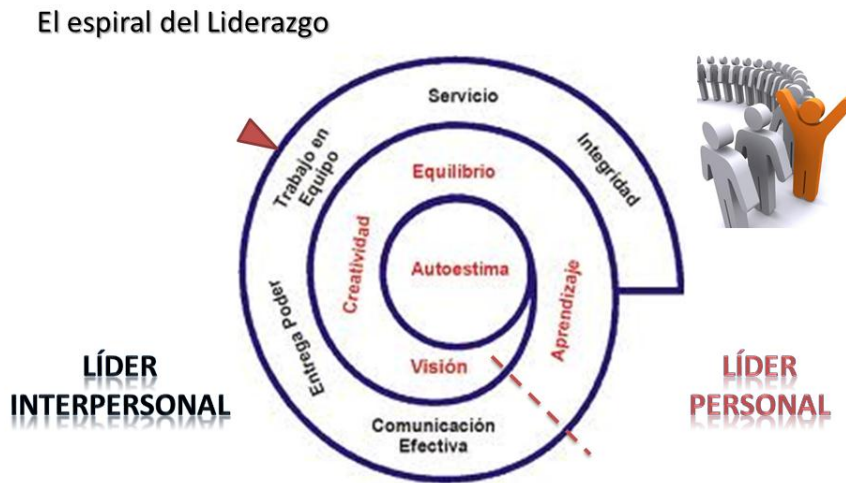 El espiral del Liderazgo
Servicio
Integridad
Trabajo en
Equipo
Equilibrio
Creatividad
Autoestima
Aprendizaje
Entrega Poder
Visión
Comunicación
Efectiva
LÍDER
INTERPERSONAL
LÍDER
PERSONAL